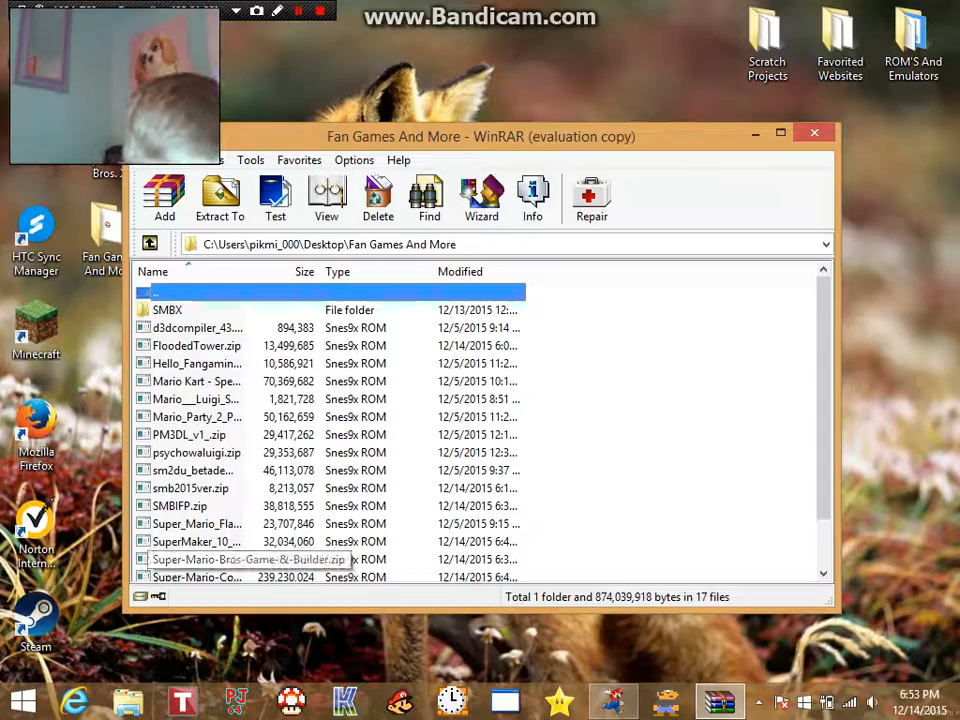 www.Bandicam.com
Scratch Projects
Favorited Websites
ROM'S And Emulators
Fan Games And More - WinRAR (evaluation copy)
Tools Favorites Options Help
Add Extract To Test View Delete Find Wizard Info Repair
C:\Users\pikmi_000\Desktop\Fan Games And More
Name Size Type Modified
..
SMBX File folder 12/13/2015 12:...
d3dcompiler_43.... 894,383 Snes9x ROM 12/5/2015 9:14 ...
FloodedTower.zip 13,499,685 Snes9x ROM 12/14/2015 6:0...
Hello_Fangamin... 10,586,921 Snes9x ROM 12/5/2015 11:2...
Mario Kart - Spe... 70,369,682 Snes9x ROM 12/5/2015 10:1...
Mario___Luigi_S... 1,821,728 Snes9x ROM 12/5/2015 8:51 ...
Mario_Party_2_P... 50,162,659 Snes9x ROM 12/5/2015 11:2...
PM3DL_v1_.zip 29,417,262 Snes9x ROM 12/5/2015 12:1...
psychowaluigi.zip 29,353,687 Snes9x ROM 12/5/2015 12:3...
sm2du_betade... 46,113,078 Snes9x ROM 12/5/2015 9:37 ...
smb2015ver.zip 8,213,057 Snes9x ROM 12/14/2015 6:1...
SMBIFP.zip 38,818,555 Snes9x ROM 12/14/2015 6:1...
Super_Mario_Fla... 23,707,846 Snes9x ROM 12/5/2015 9:15 ...
SuperMaker_10_... 32,034,060 Snes9x ROM 12/14/2015 6:4...
Super-Mario-Bros-Game-&-Builder.zip Snes9x ROM 12/14/2015 6:3...
Super-Mario-Co... 239,230,024 Snes9x ROM 12/14/2015 6:4...
Total 1 folder and 874,039,918 bytes in 17 files
Bros.
HTC Sync Manager
Fan Ga
And Mo
Minecraft
Mozilla Firefox
Norton Intern...
Steam
6:53 PM
12/14/2015